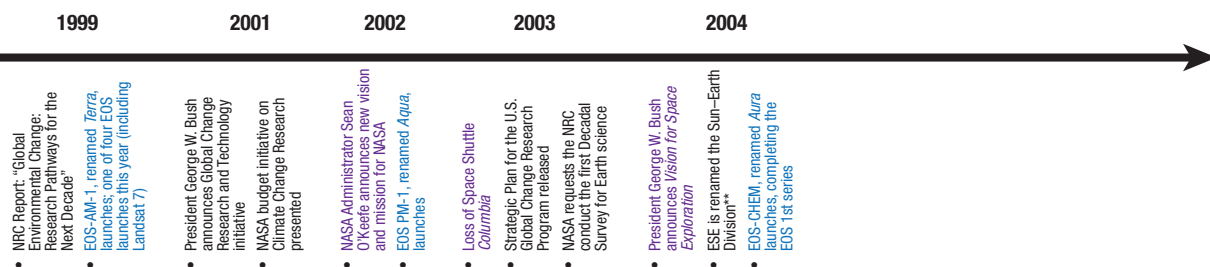 1999
2001
2002
2003
2004
• NRC Report: “Global
Environmental Change:
Research Pathways for the
Next Decade”
• EOS-AM-1, renamed Terra,
launches; one of four EOS
launches this year (including
Landsat 7)
• President George W. Bush
announces Global Change
Research and Technology
initiative
• NASA budget initiative on
Climate Change Research
presented
• NASA Administrator Sean
O’Keefe announces new vision
and mission for NASA
• EOS PM-1, renamed Aqua,
launches
• Loss of Space Shuttle
Columbia
• Strategic Plan for the U.S.
Global Change Research
Program released
• NASA requests the NRC
conduct the first Decadal
Survey for Earth science
• President George W. Bush
announces Vision for Space
Exploration
• ESE is renamed the Sun–Earth
Division**
• EOS-CHEM, renamed Aura
launches, completing the
EOS 1st series